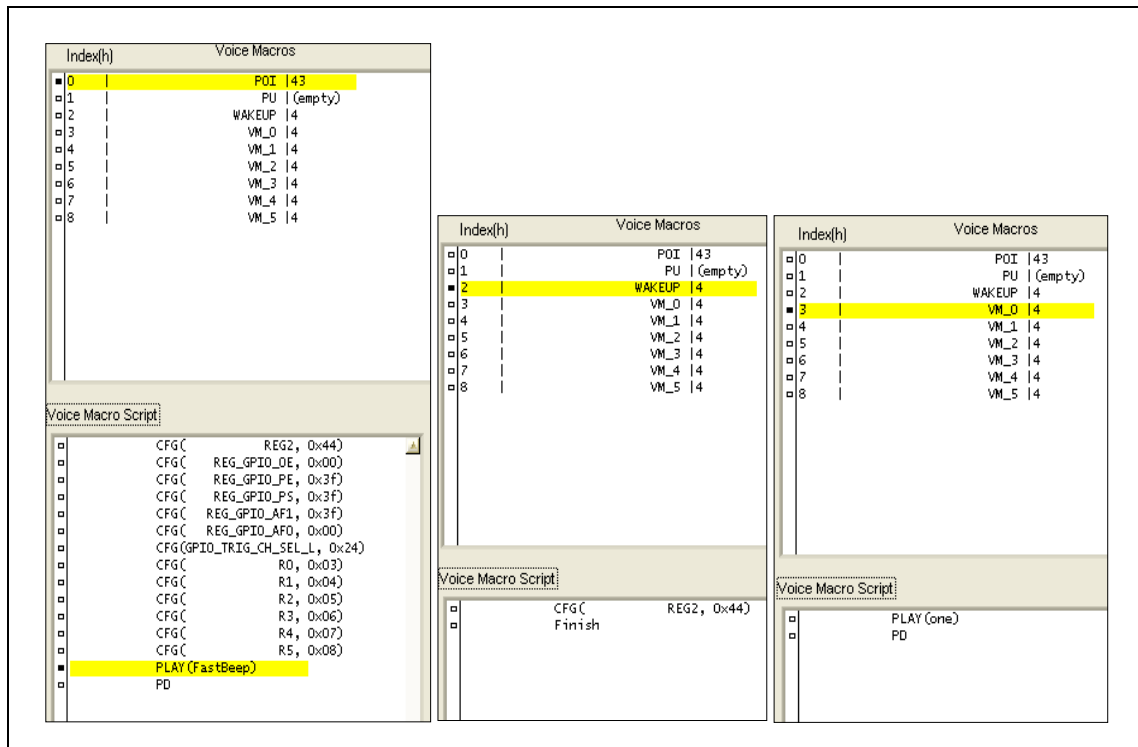 Index(h) Voice Macros
0 | POI |43
1 | PU |(empty)
2 | WAKEUP |4
3 | VM_0 |4
4 | VM_1 |4
5 | VM_2 |4
6 | VM_3 |4
7 | VM_4 |4
8 | VM_5 |4
Voice Macro Script
CFG( REG2, 0x44)
CFG( REG_GPIO_OE, 0x00)
CFG( REG_GPIO_PE, 0x3f)
CFG( REG_GPIO_PS, 0x3f)
CFG( REG_GPIO_AF1, 0x3f)
CFG( REG_GPIO_AF0, 0x00)
CFG(GPIO_TRIG_CH_SEL_L, 0x24)
CFG( R0, 0x03)
CFG( R1, 0x04)
CFG( R2, 0x05)
CFG( R3, 0x06)
CFG( R4, 0x07)
CFG( R5, 0x08)
PLAY(FastBeep)
PD
Index(h) Voice Macros
0 | POI |43
1 | PU |(empty)
2 | WAKEUP |4
3 | VM_0 |4
4 | VM_1 |4
5 | VM_2 |4
6 | VM_3 |4
7 | VM_4 |4
8 | VM_5 |4
Voice Macro Script
CFG( REG2, 0x44)
Finish
Index(h) Voice Macros
0 | POI |43
1 | PU |(empty)
2 | WAKEUP |4
3 | VM_0 |4
4 | VM_1 |4
5 | VM_2 |4
6 | VM_3 |4
7 | VM_4 |4
8 | VM_5 |4
Voice Macro Script
PLAY(one)
PD